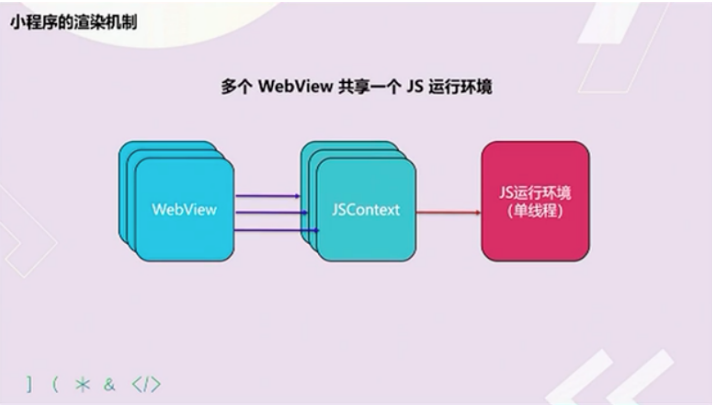 小程序的渲染机制
多个 WebView 共享一个 JS 运行环境
WebView
JSContext
JS运行环境
（单线程）
] ( * & </>